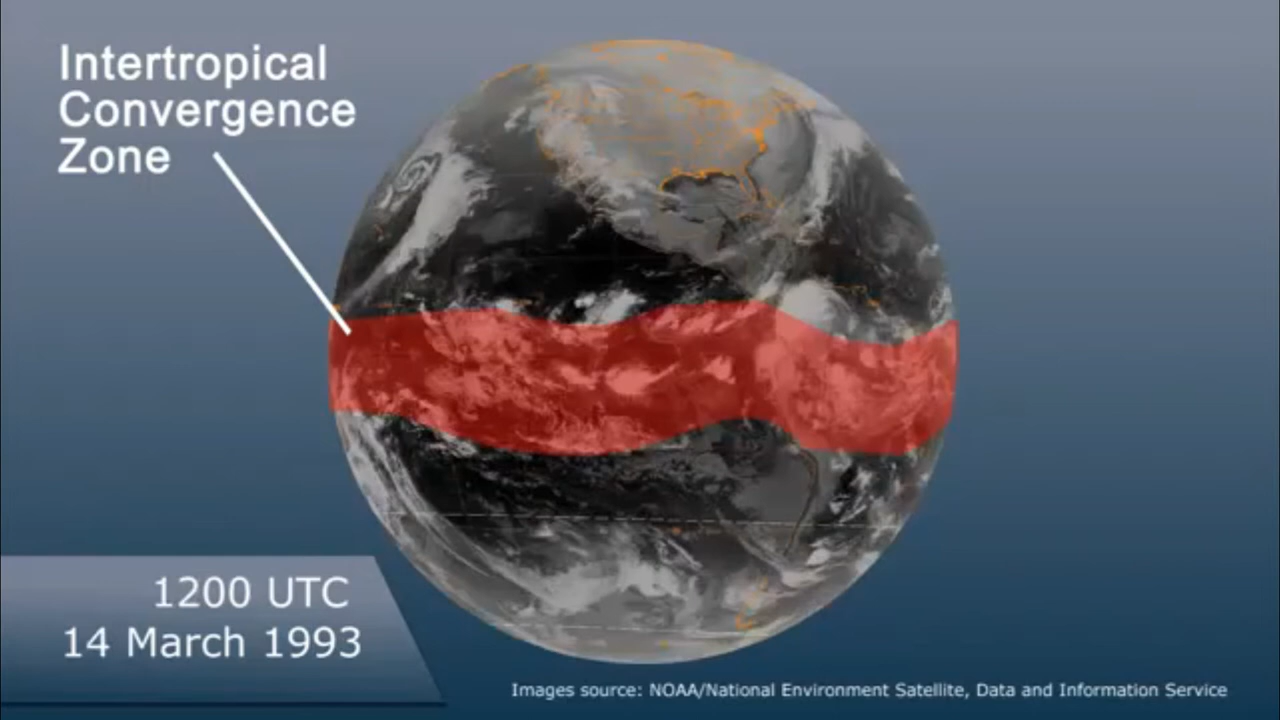 Intertropical
Convergence
Zone
1200 UTC
14 March 1993
Images source: NOAA/National Environment Satellite, Data and Information Service